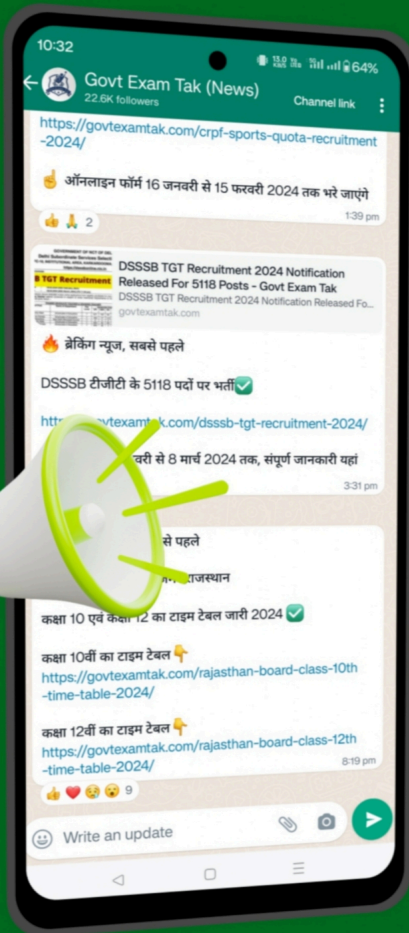 10:32
64%
Govt Exam Tak (News)
22.6K followers
Channel link
https://govtexamtak.com/crpf-sports-quota-recruitment
-2024/
ऑनलाइन फॉर्म 16 जनवरी से 15 फरवरी 2024 तक भरे जाएंगे
1:39 pm
2
B TGT Recruitment
DSSSB TGT Recruitment 2024 Notification
Released For 5118 Posts - Govt Exam Tak
DSSSB TGT Recruitment 2024 Notification Released Fo...
govtexamtak.com
🔥 ब्रेकिंग न्यूज, सबसे पहले
DSSSB टीजीटी के 5118 पदों पर भर्ती✅
vtexamtak.com/dsssb-tgt-recruitment-2024/
से 8 मार्च 2024 तक, संपूर्ण जानकारी यहां
3:31 pm
से पहले
राजस्थान
कक्षा 10 एवं कक्षा 12 का टाइम टेबल जारी 2024 ✅
कक्षा 10वीं का टाइम टेबल👇
https://govtexamtak.com/rajasthan-board-class-10th
-time-table-2024/
कक्षा 12वीं का टाइम टेबल👇
https://govtexamtak.com/rajasthan-board-class-12th
-time-table-2024/
8:19 pm
9
Write an update